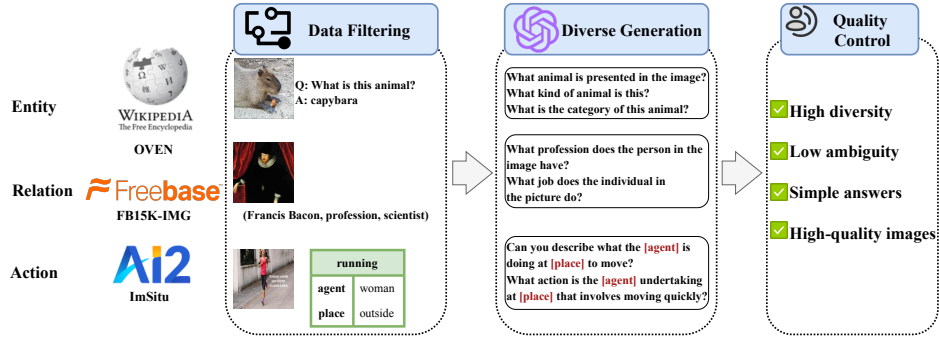 Data Filtering
Diverse Generation
Quality
Control
Entity
WIKIPEDIA
The Free Encyclopedia
OVEN
Q: What is this animal?
A: capybara
What animal is presented in the image?
What kind of animal is this?
What is the category of this animal?
High diversity
Low ambiguity
Simple answers
High-quality images
Relation
Freebase
FB15K-IMG
(Francis Bacon, profession, scientist)
What profession does the person in the
image have?
What job does the individual in
the picture do?
Action
AI2
ImSitu
running
agent woman
place outside
Can you describe what the [agent] is
doing at [place] to move?
What action is the [agent] undertaking
at [place] that involves moving quickly?